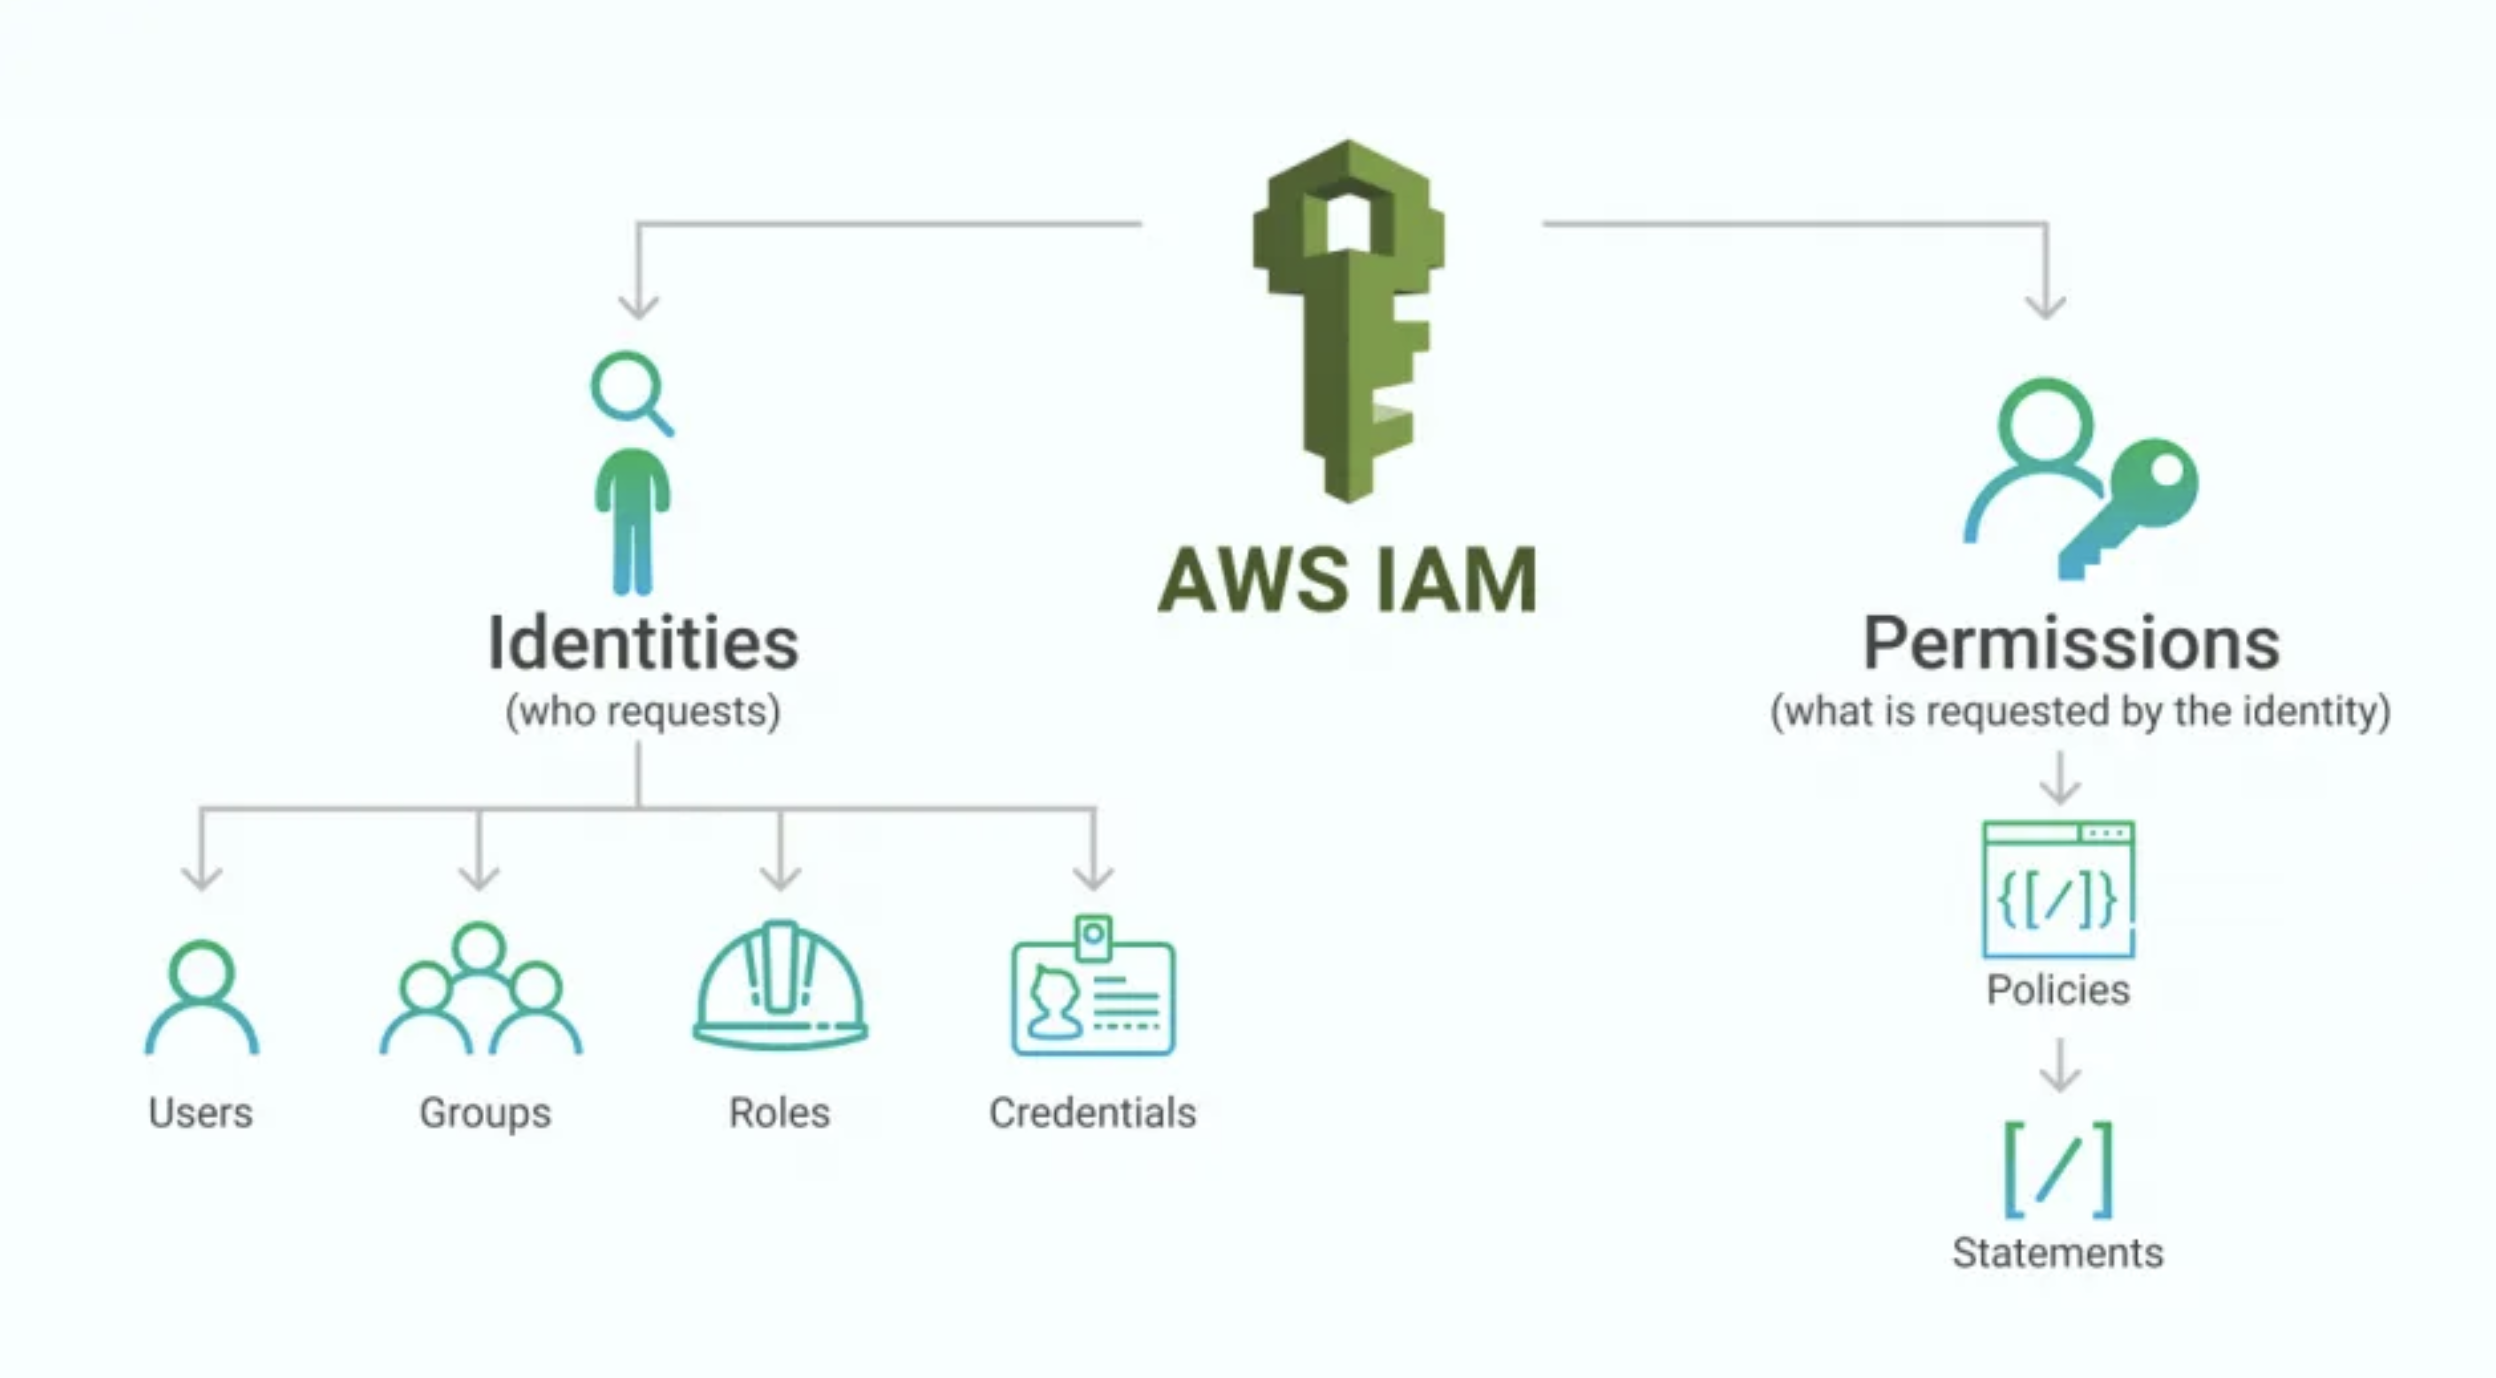 AWS IAM
Identities
(who requests)
Users
Groups
Roles
Credentials
Permissions
(what is requested by the identity)
{[/]}
Policies
[/]
Statements